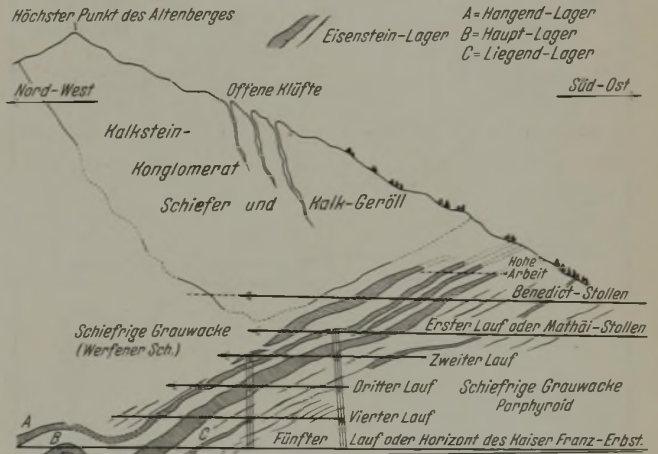 Höchster Punkt des Altenberges
Eisenstein-Lager
A = Hangend-Lager
B = Haupt-Lager
C = Liegend-Lager
Nord-West
Offene Klüfte
Süd-Ost
Kalkstein-
Konglomerat
Schiefer und Kalk-Geröll
Hohe
Arbeit
Benedict-Stollen
Schiefrige Grauwacke
(Werfener Sch.)
Erster Lauf oder Mathäi-Stollen
Zweiter Lauf
Dritter Lauf
Schiefrige Grauwacke
Porphyroid
Vierter Lauf
A
B
C
Fünfter Lauf oder Horizont des Kaiser Franz-Erbst.